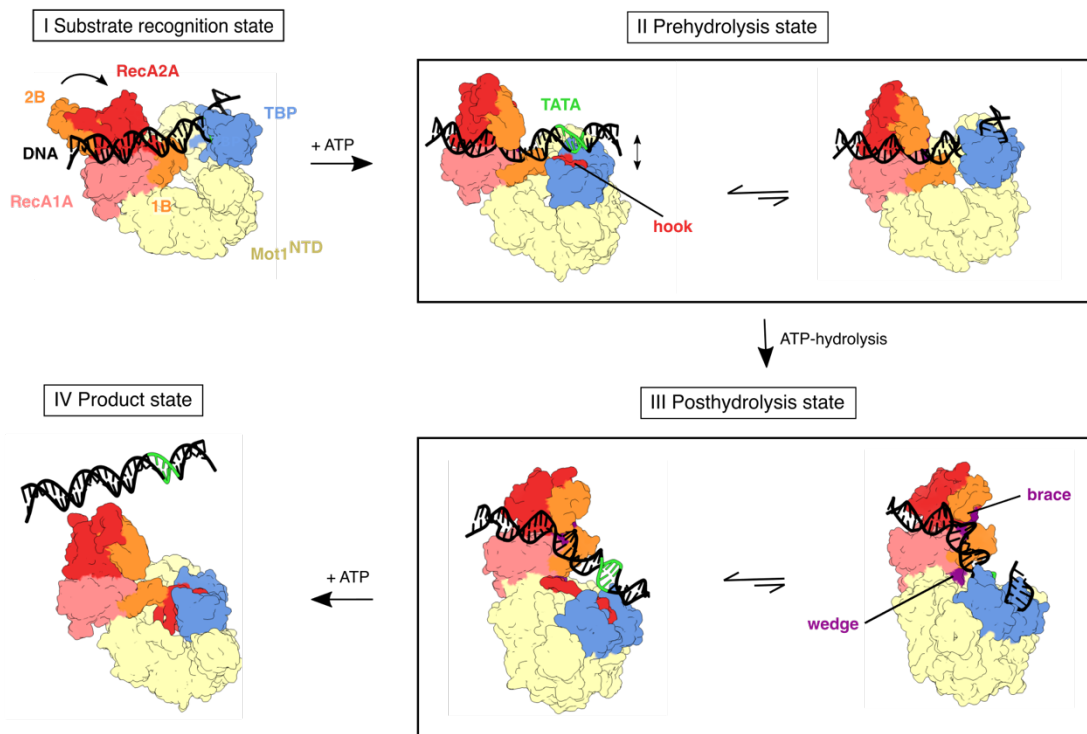 I Substrate recognition state
II Prehydrolysis state
RecA2A
2B
TBP
DNA
RecA1A
1B
Mot1NTD
+ ATP
TATA
hook
ATP-hydrolysis
IV Product state
III Posthydrolysis state
+ ATP
brace
wedge